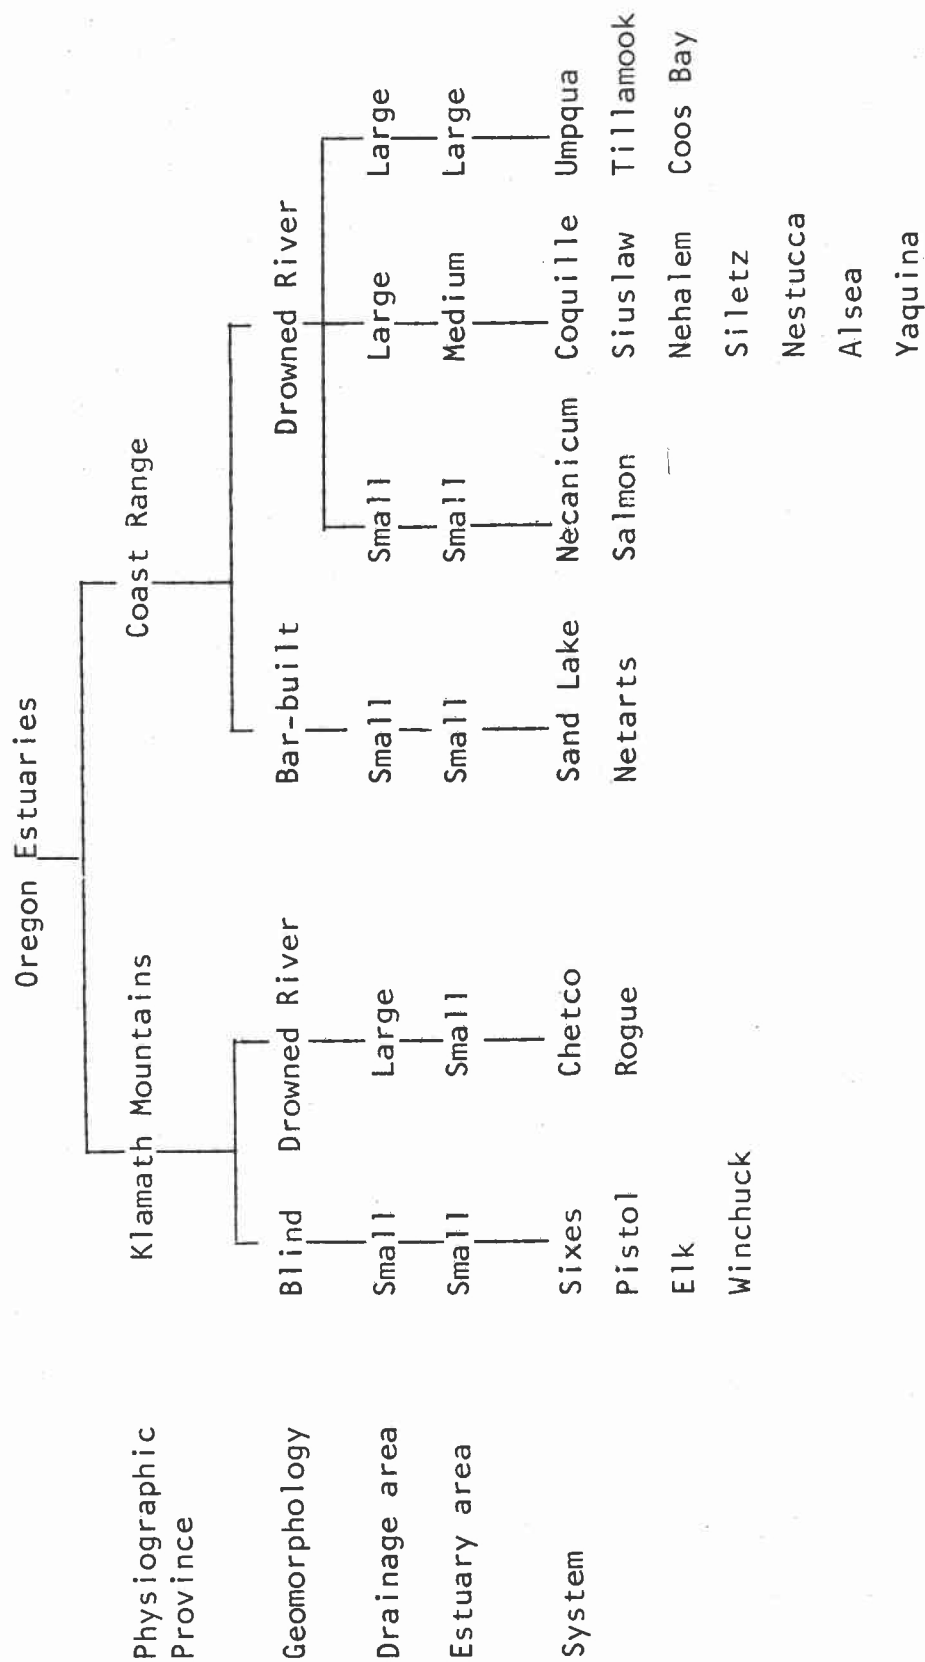 Oregon Estuaries
Physiographic Province
Klamath Mountains Coast Range
Geomorphology Blind Drowned River Bar-built Drowned River
Drainage area Small Large Small Small Large Large
Estuary area Small Small Small Small Medium Large
System Sixes Chetco Sand Lake Necanicum Coquille Umpqua
Pistol Rogue Netarts Salmon Siuslaw Tillamook
Elk Nehalem Coos Bay
Winchuck Siletz
Nestucca
Alsea
Yaquina